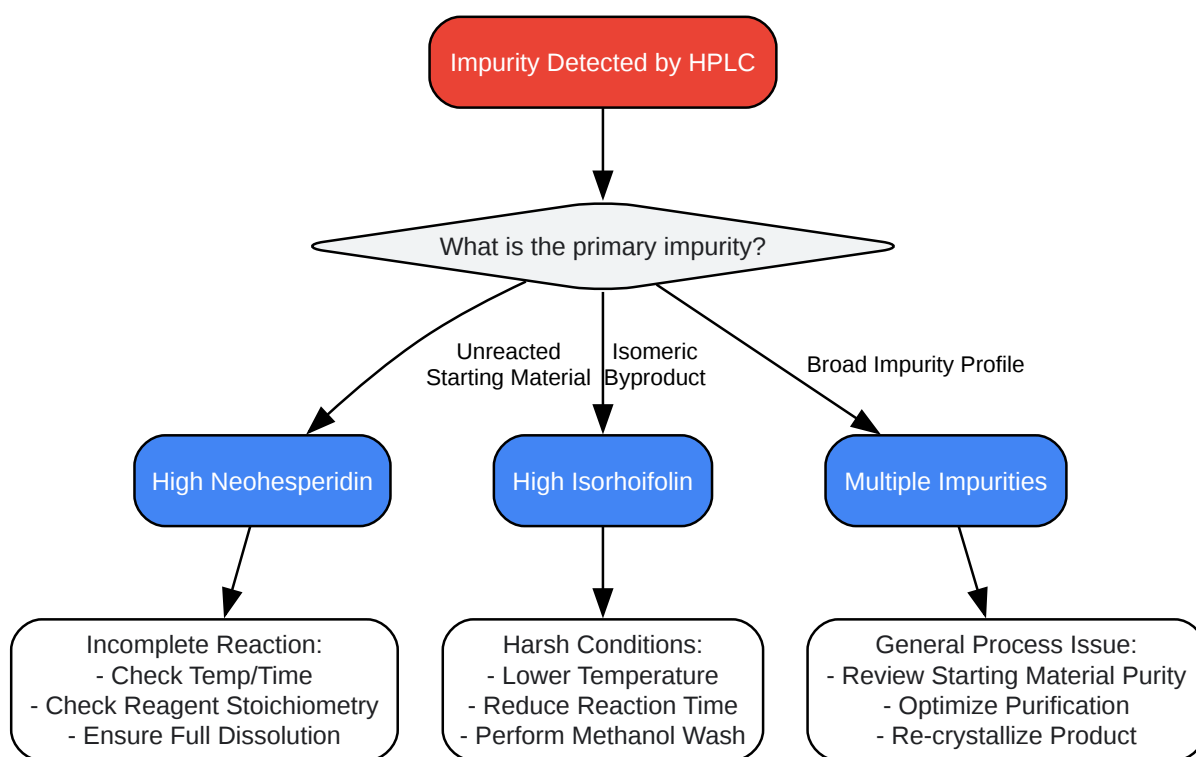 Impurity Detected by HPLC
What is the primary impurity?
Unreacted
Starting Material
Isomeric
Byproduct
Broad Impurity Profile
High Neohesperidin
High Isorhoifolin
Multiple Impurities
Incomplete Reaction:
- Check Temp/Time
- Check Reagent Stoichiometry
- Ensure Full Dissolution
Harsh Conditions:
- Lower Temperature
- Reduce Reaction Time
- Perform Methanol Wash
General Process Issue:
- Review Starting Material Purity
- Optimize Purification
- Re-crystallize Product